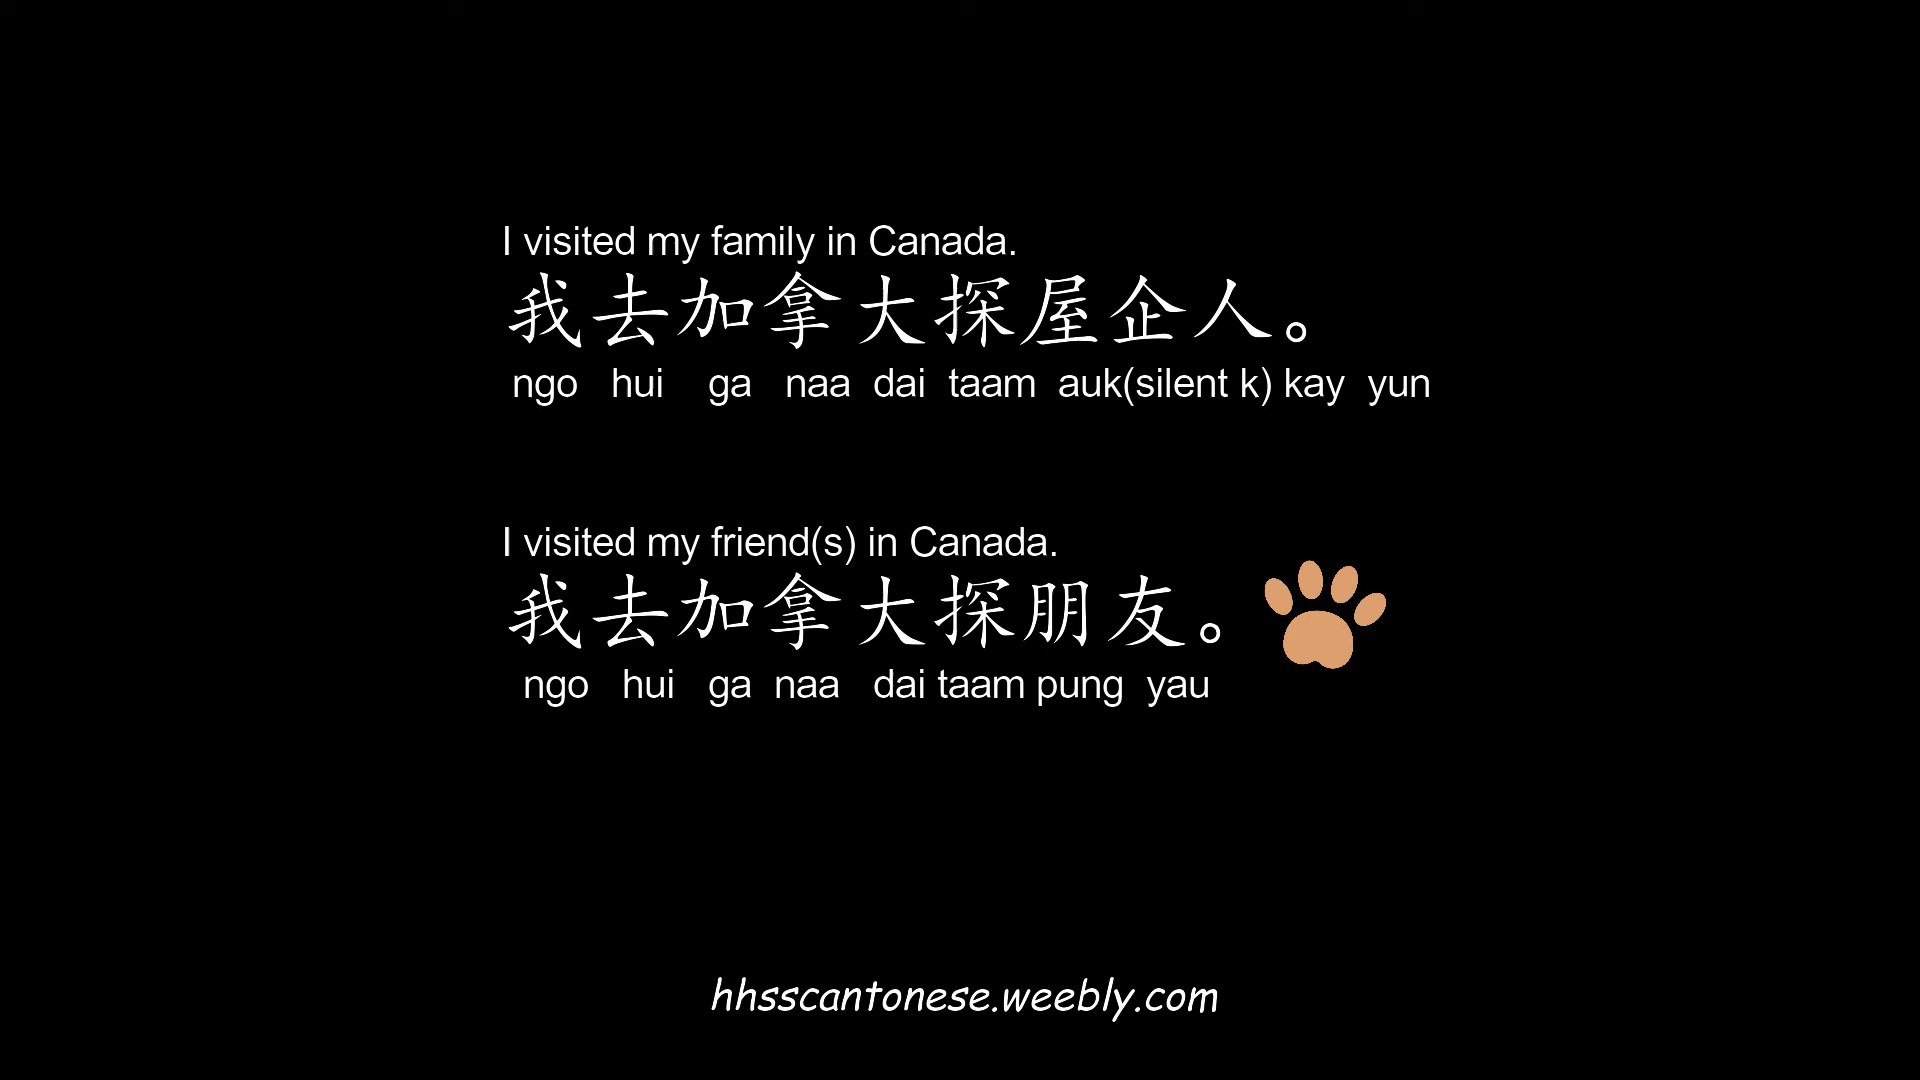 I visited my family in Canada.
我去加拿大探屋企人。
ngo hui ga naa dai taam auk(silent k) kay yun
I visited my friend(s) in Canada.
我去加拿大探朋友。
ngo hui ga naa dai taam pung yau
hhsscantonese.weebly.com